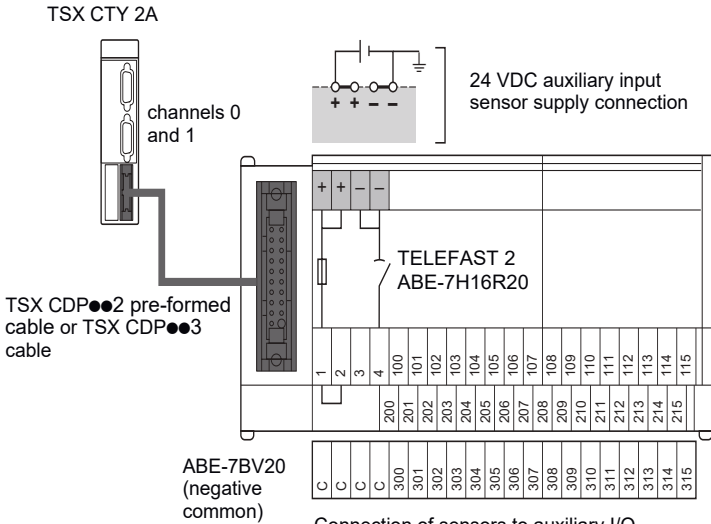 TSX CTY 2A
channels 0
and 1
+ + – –
24 VDC auxiliary input
sensor supply connection
+ + – –
TELEFAST 2
ABE-7H16R20
TSX CDP●●2 pre-formed
cable or TSX CDP●●3
cable
1 2 3 4 100 101 102 103 104 105 106 107 108 109 110 111 112 113 114 115
200 201 202 203 204 205 206 207 208 209 210 211 212 213 214 215
ABE-7BV20
(negative
common)
C C C C 300 301 302 303 304 305 306 307 308 309 310 311 312 313 314 315
Connection of sensors to auxiliary I/O